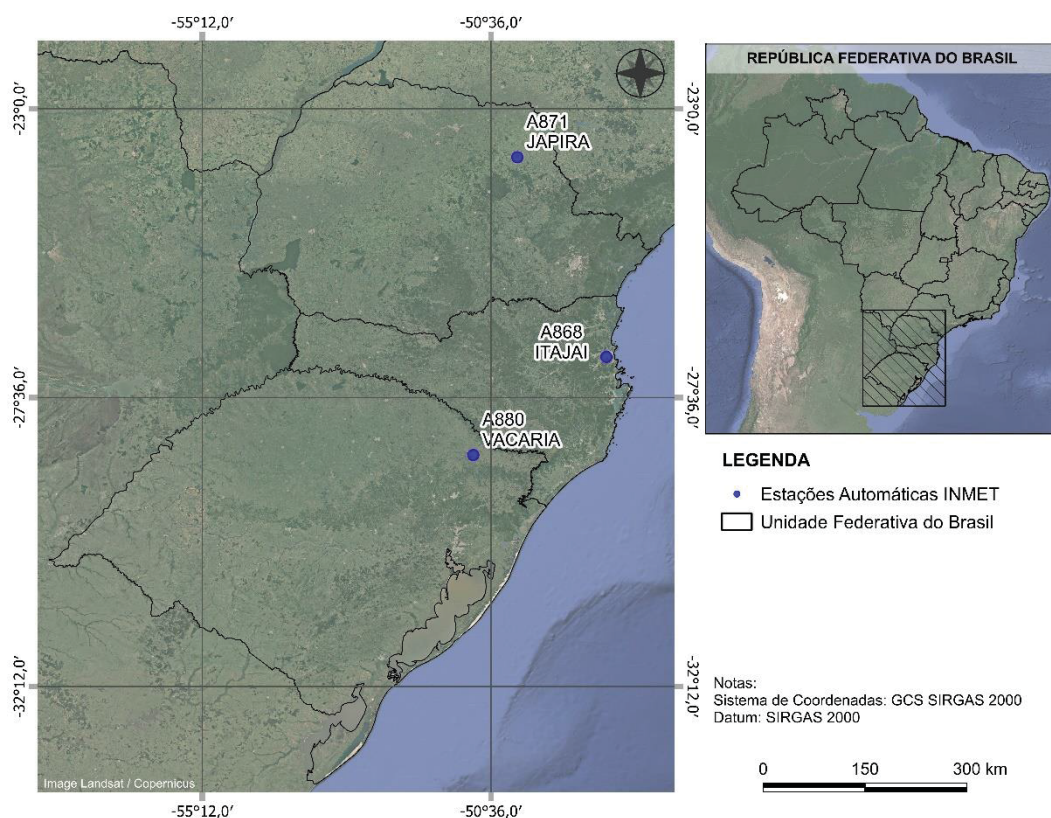 -55°12,0’
-50°36,0’
-23°0,0’
-23°0,0’
A871
JAPIRA
A868
ITAJAI
-27°36,0’
-27°36,0’
A880
VACARIA
-32°12,0’
-32°12,0’
Image Landsat / Copernicus
-55°12,0’
-50°36,0’
REPÚBLICA FEDERATIVA DO BRASIL
LEGENDA
Estações Automáticas INMET
Unidade Federativa do Brasil
Notas:
Sistema de Coordenadas: GCS SIRGAS 2000
Datum: SIRGAS 2000
0 150 300 km